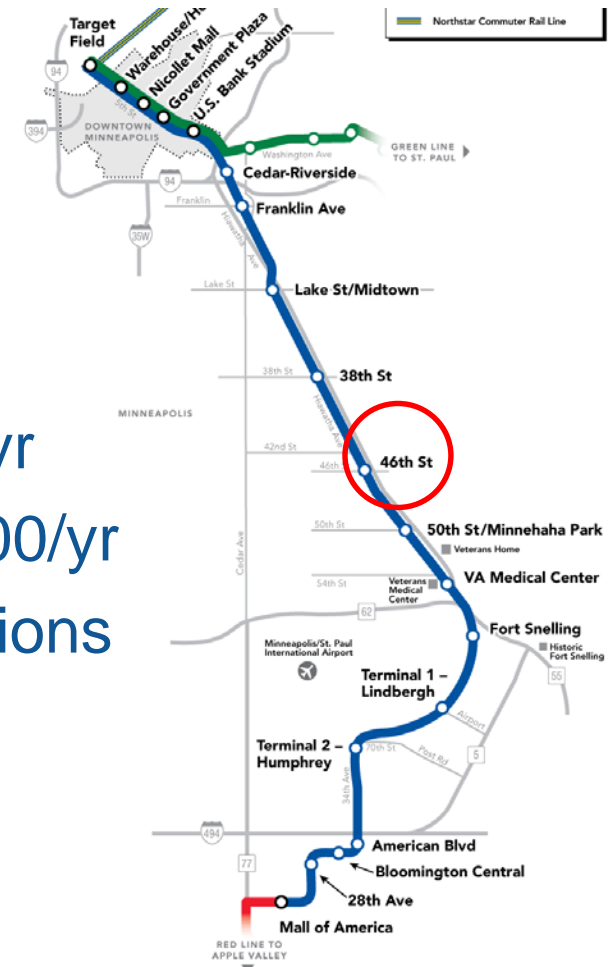 Northstar Commuter Rail Line
Target
Field
Nicollet Mall
Government Plaza
U.S. Bank Stadium
94
5th St
394
DOWNTOWN
MINNEAPOLIS
Washington Ave
GREEN LINE
TO ST. PAUL
94
Cedar-Riverside
Franklin
Franklin Ave
35W
Hiawatha
Ave
Lake St
Lake St/Midtown
38th St
38th St
MINNEAPOLIS
Hiawatha Ave
42nd St
yr
46th St
46th St
00/yr
50th St
50th St/Minnehaha Park
Veterans Home
Cedar Ave
54th St
Veterans
Medical
Center
VA Medical Center
ions
62
Fort Snelling
Minneapolis/St. Paul
International Airport
Historic
Fort Snelling
55
Terminal 1 –
Lindbergh
Airport
Terminal 2 –
Humphrey
70th St
Post Rd
5
34th Ave
494
American Blvd
77
Bloomington Central
28th Ave
Mall of America
RED LINE TO
APPLE VALLEY